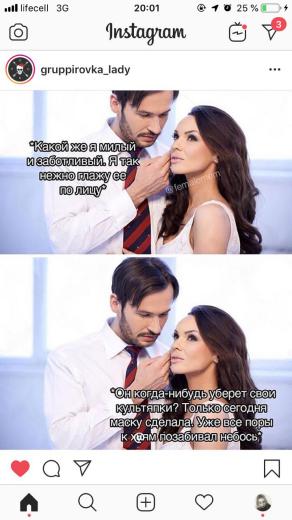 lifecell 3G 20:01 25 %
Instagram
3
gruppirovka_lady
"Какой же я милый
и заботливый. Я так
нежно глажу ее
по лицу"
"Он когда-нибудь уберет свои
культяпки? Только сегодня
маску сделала. Уже все поры
позабивал небось"